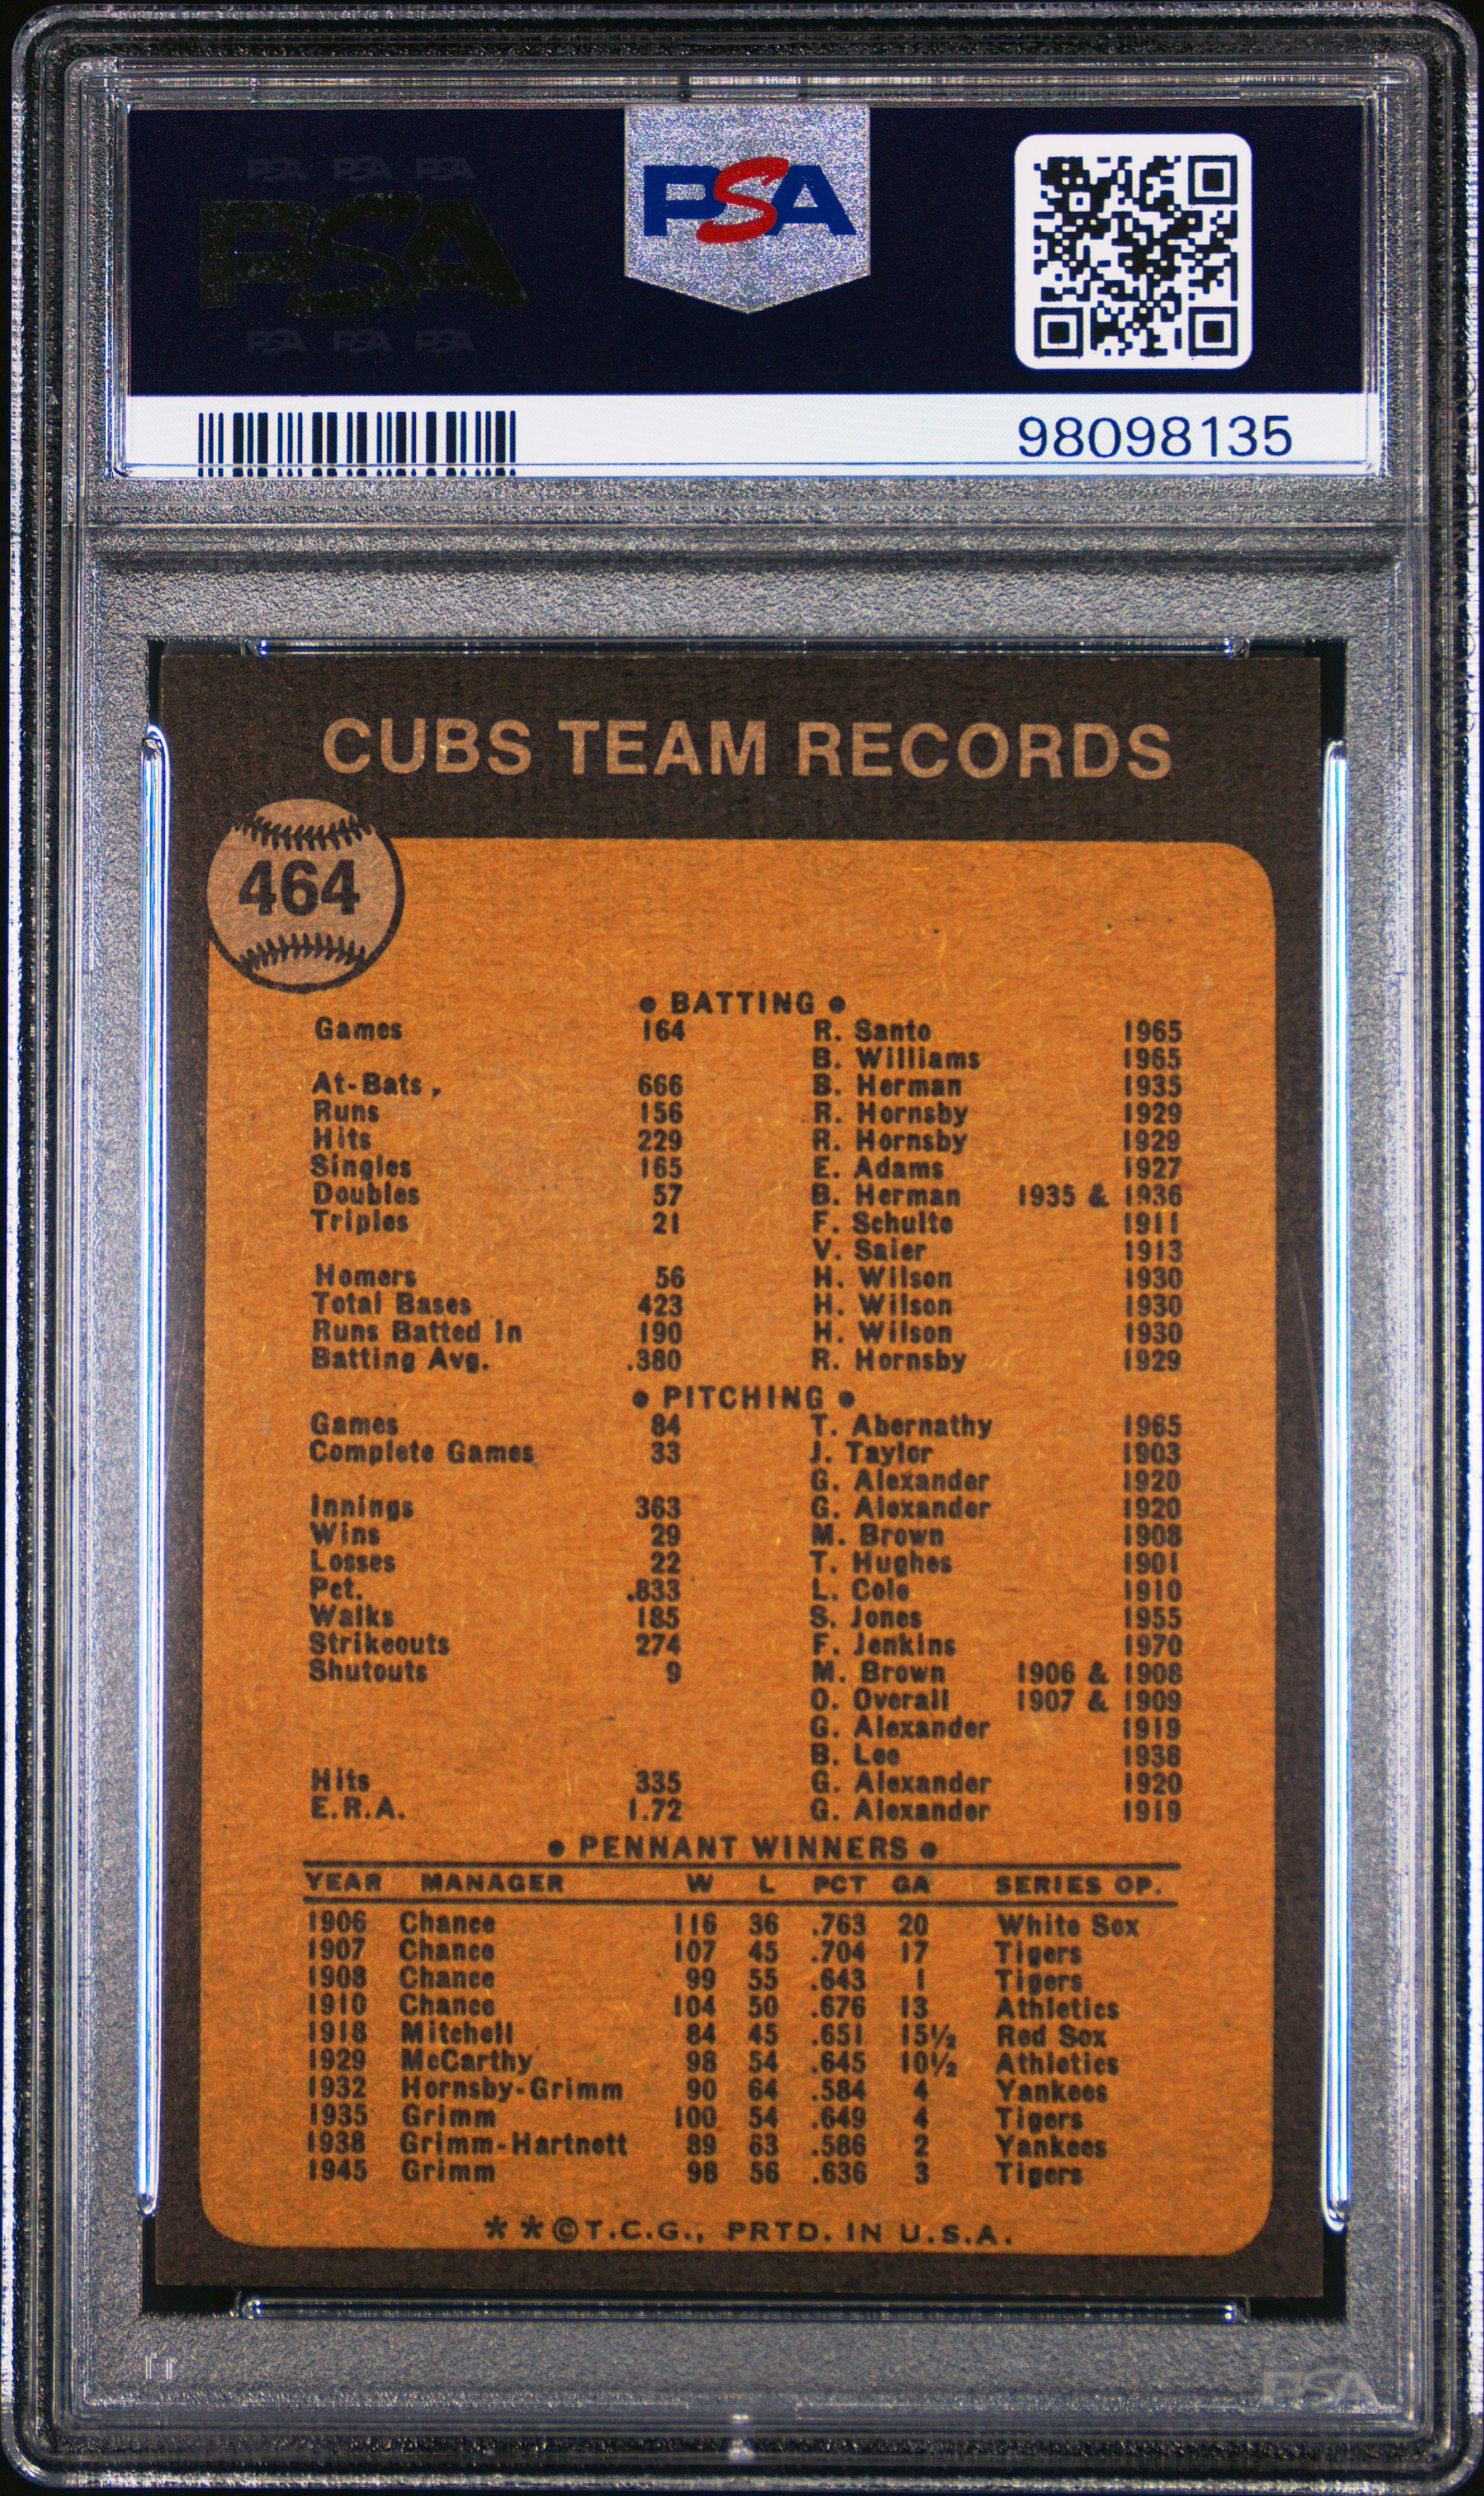 PSA PSA PSA
PSA
PSA PSA PSA
PSA
98098135
CUBS TEAM RECORDS
464
• BATTING •
Games 164 R. Santo 1965
B. Williams 1965
At-Bats , 666 B. Herman 1935
Runs 156 R. Hornsby 1929
Hits 229 R. Hornsby 1929
Singles 165 E. Adams 1927
Doubles 57 B. Herman 1935 & 1936
Triples 21 F. Schulte 1911
V. Saier 1913
Homers 56 H. Wilson 1930
Total Bases 423 H. Wilson 1930
Runs Batted In 190 H. Wilson 1930
Batting Avg. .380 R. Hornsby 1929
• PITCHING •
Games 84 T. Abernathy 1965
Complete Games 33 J. Taylor 1903
G. Alexander 1920
Innings 363 G. Alexander 1920
Wins 29 M. Brown 1908
Losses 22 T. Hughes 1901
Pct. .833 L. Cole 1910
Walks 185 S. Jones 1955
Strikeouts 274 F. Jenkins 1970
Shutouts 9 M. Brown 1906 & 1908
O. Overall 1907 & 1909
G. Alexander 1919
B. Lee 1938
Hits 335 G. Alexander 1920
E.R.A. 1.72 G. Alexander 1919
• PENNANT WINNERS •
YEAR MANAGER W L PCT GA SERIES OP.
1906 Chance 116 36 .763 20 White Sox
1907 Chance 107 45 .704 17 Tigers
1908 Chance 99 55 .643 1 Tigers
1910 Chance 104 50 .676 13 Athletics
1918 Mitchell 84 45 .651 15½ Red Sox
1929 McCarthy 98 54 .645 10½ Athletics
1932 Hornsby-Grimm 90 64 .584 4 Yankees
1935 Grimm 100 54 .649 4 Tigers
1938 Grimm-Hartnett 89 63 .586 2 Yankees
1945 Grimm 98 56 .636 3 Tigers
**©T.C.G., PRTD. IN U.S.A.
PSA